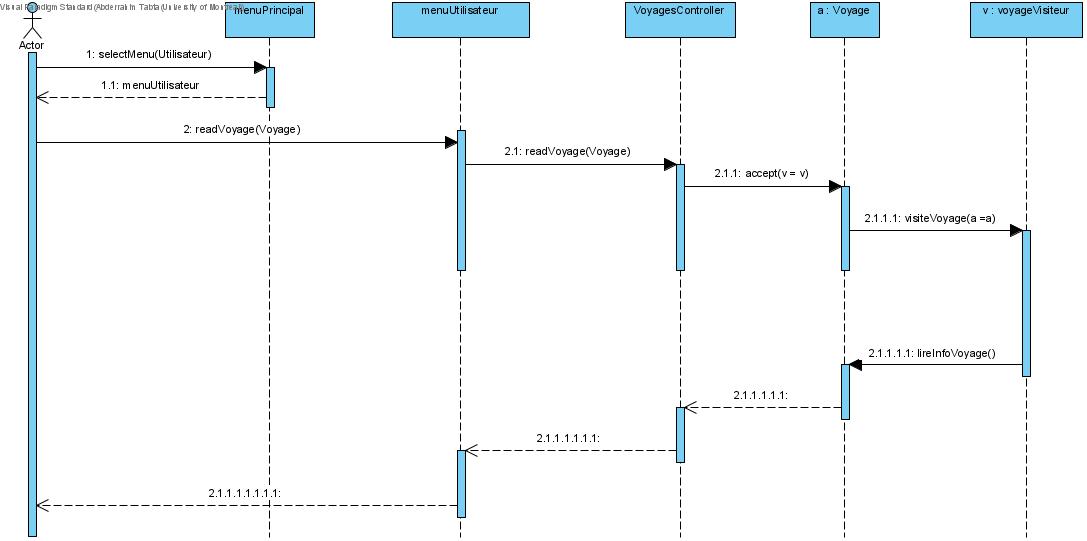 Visual Paradigm Standard(Abderrahim Tabta(University of Montreal))
menuPrincipal
menuUtilisateur
VoyagesController
a : Voyage
v : voyageVisiteur
Actor
1: selectMenu(Utilisateur)
1.1: menuUtilisateur
2: readVoyage(Voyage)
2.1: readVoyage(Voyage)
2.1.1: accept(v = v)
2.1.1.1: visiteVoyage(a =a)
2.1.1.1.1: lireInfoVoyage()
2.1.1.1.1.1:
2.1.1.1.1.1.1:
2.1.1.1.1.1.1.1: